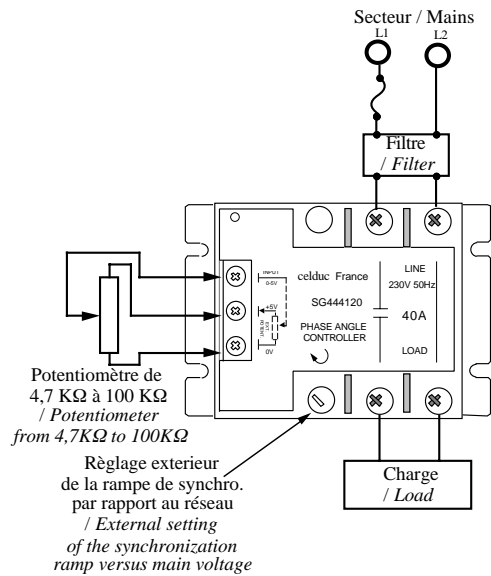 Secteur / Mains
L1
L2
Filtre
/ Filter
INPUT
0-5V
+5V
EXT
0V
celduc France
SG444120
PHASE ANGLE
CONTROLLER
LINE
230V 50Hz
40A
LOAD
Potentiomètre de
4,7 KΩ à 100 KΩ
/ Potentiometer
from 4,7KΩ to 100KΩ
Règlage exterieur
de la rampe de synchro.
par rapport au réseau
/ External setting
of the synchronization
ramp versus main voltage
Charge
/ Load